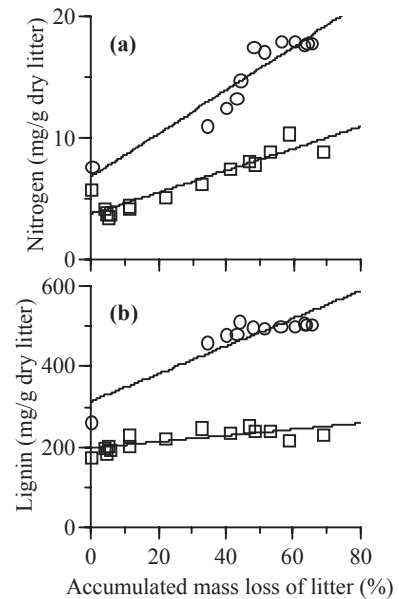 20
(a)
10
0
Nitrogen (mg/g dry litter)
600
(b)
400
200
0
Lignin (mg/g dry litter)
0 20 40 60 80
Accumulated mass loss of litter (%)